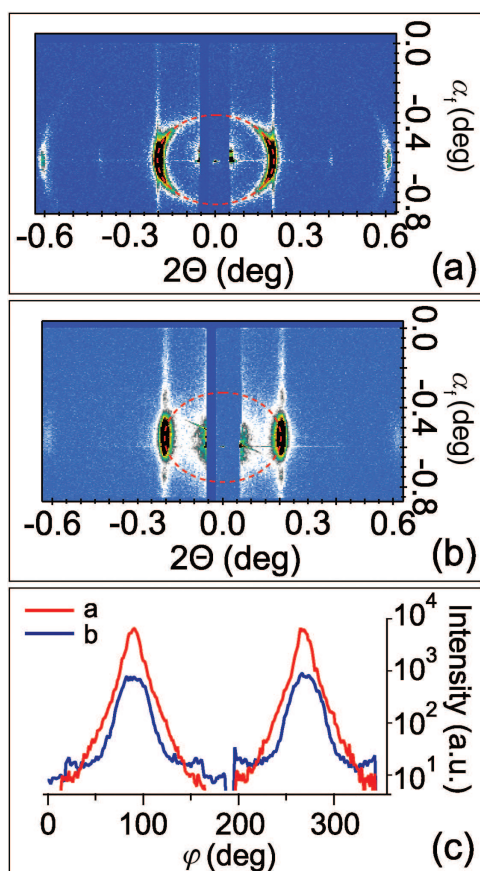 0.0
-0.4
-0.8
αf(deg)
-0.6 -0.3 0.0 0.3 0.6
2Θ (deg)
(a)
0.0
-0.4
-0.8
αf(deg)
-0.6 -0.3 0.0 0.3 0.6
2Θ (deg)
(b)
a
b
10^4
10^3
10^2
10^1
Intensity (a.u.)
0 100 200 300
φ (deg)
(c)